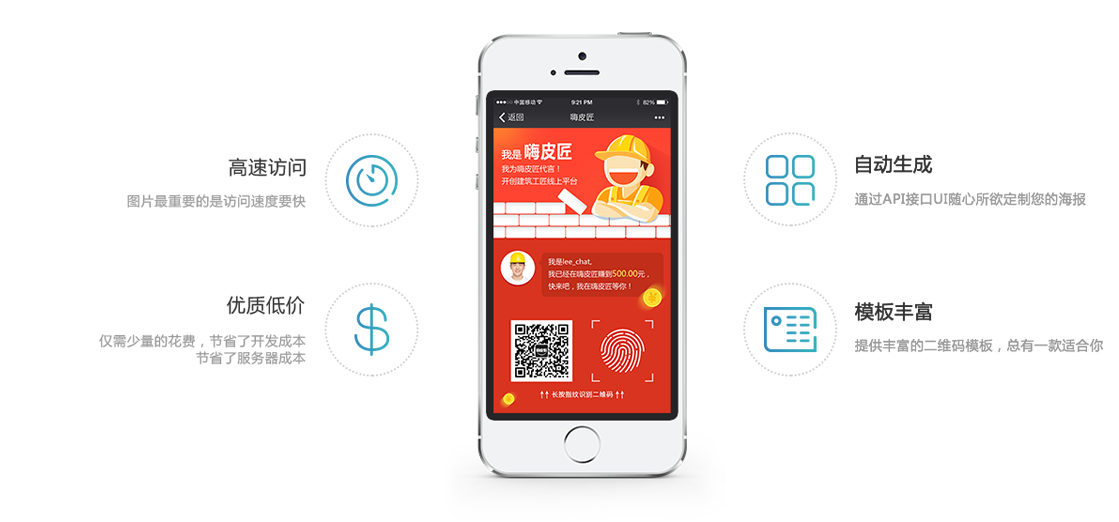 高速访问
图片最重要的是访问速度要快
优质低价
仅需少量的花费，节省了开发成本
节省了服务器成本
中国移动
9:21 PM
82%
返回
嗨皮匠
我是 嗨皮匠
我为嗨皮匠代言！
开创建筑工匠线上平台
我是lee_chat,
我已经在嗨皮匠赚到500.00元，
快来吧，我在嗨皮匠等你！
长按指纹识别二维码
自动生成
通过API接口UI随心所欲定制您的海报
模板丰富
提供丰富的二维码模板，总有一款适合你